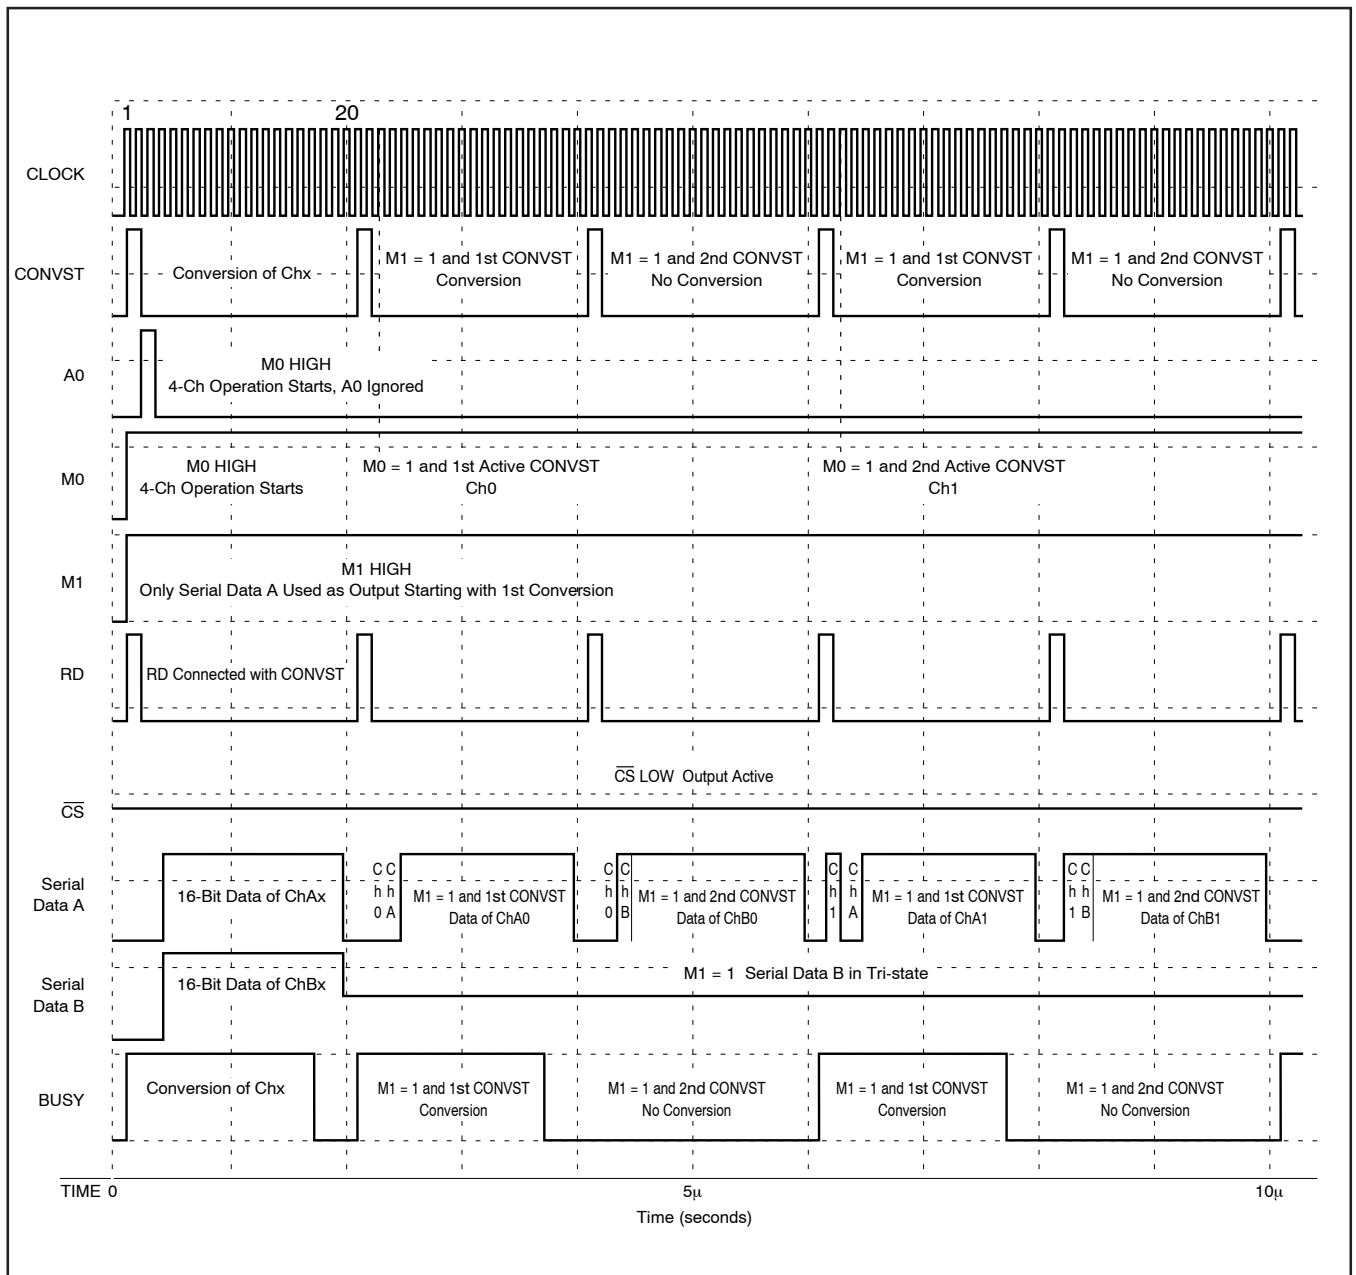 1
20
CLOCK
CONVST
Conversion of Chx
M1 = 1 and 1st CONVST
Conversion
M1 = 1 and 2nd CONVST
No Conversion
M1 = 1 and 1st CONVST
Conversion
M1 = 1 and 2nd CONVST
No Conversion
A0
M0 HIGH
4-Ch Operation Starts, A0 Ignored
M0
M0 HIGH
4-Ch Operation Starts
M0 = 1 and 1st Active CONVST
Ch0
M0 = 1 and 2nd Active CONVST
Ch1
M1
M1 HIGH
Only Serial Data A Used as Output Starting with 1st Conversion
RD
RD Connected with CONVST
C̅S̅ LOW Output Active
C̅S̅
Serial
Data A
16-Bit Data of ChAx
Ch0
ChA
M1 = 1 and 1st CONVST
Data of ChA0
Ch0
ChB
M1 = 1 and 2nd CONVST
Data of ChB0
Ch1
ChA
M1 = 1 and 1st CONVST
Data of ChA1
Ch1
ChB
M1 = 1 and 2nd CONVST
Data of ChB1
Serial
Data B
16-Bit Data of ChBx
M1 = 1 Serial Data B in Tri-state
BUSY
Conversion of Chx
M1 = 1 and 1st CONVST
Conversion
M1 = 1 and 2nd CONVST
No Conversion
M1 = 1 and 1st CONVST
Conversion
M1 = 1 and 2nd CONVST
No Conversion
TIME 0
5μ
10μ
Time (seconds)